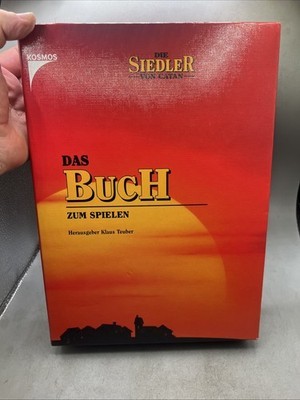 KOSMOS
DIE
SIEDLER
VON CATAN
DAS
BUCH
ZUM SPIELEN
Herausgeber Klaus Teuber